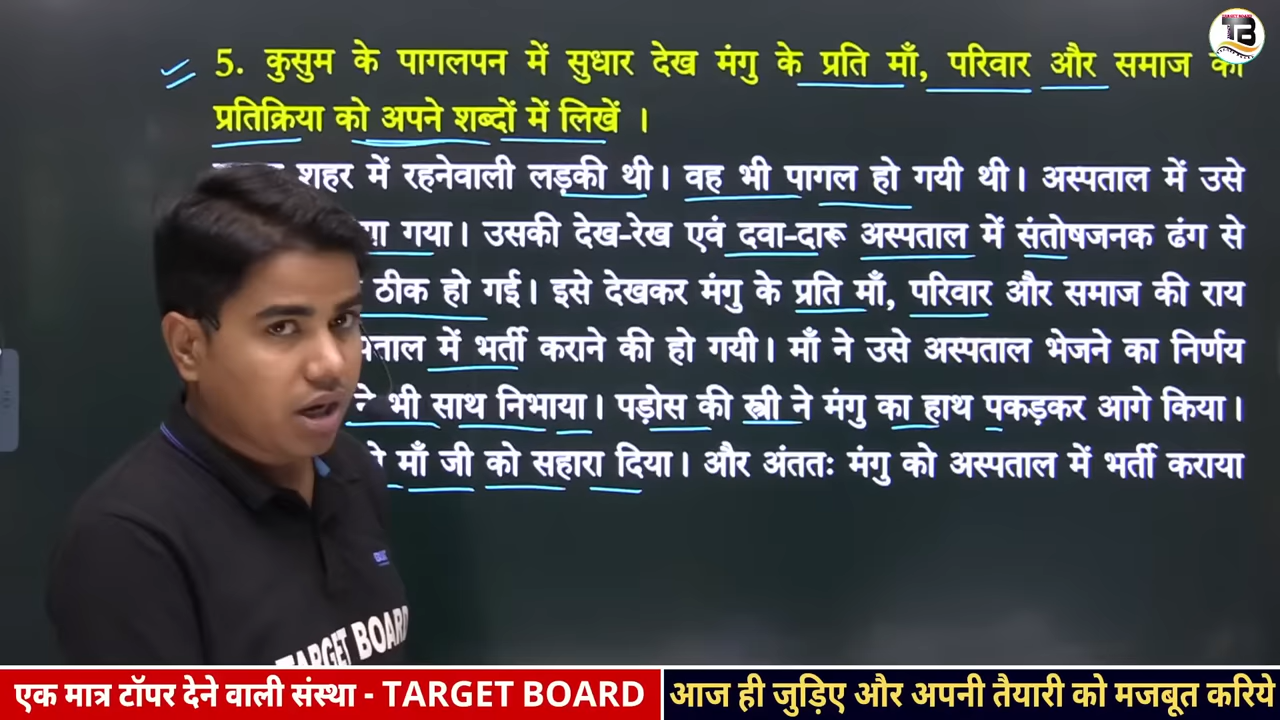 TARGET BOARD
TB
5. कुसुम के पागलपन में सुधार देख मंगु के प्रति माँ, परिवार और समाज की
प्रतिक्रिया को अपने शब्दों में लिखें ।
शहर में रहनेवाली लड़की थी। वह भी पागल हो गयी थी। अस्पताल में उसे
गया। उसकी देख-रेख एवं दवा-दारू अस्पताल में संतोषजनक ढंग से
ठीक हो गई। इसे देखकर मंगु के प्रति माँ, परिवार और समाज की राय
में भर्ती कराने की हो गयी। माँ ने उसे अस्पताल भेजने का निर्णय
भी साथ निभाया। पड़ोस की स्त्री ने मंगु का हाथ पकड़कर आगे किया।
माँ जी को सहारा दिया। और अंततः मंगु को अस्पताल में भर्ती कराया
TARGET BOARD
एक मात्र टॉपर देने वाली संस्था - TARGET BOARD
आज ही जुड़िए और अपनी तैयारी को मजबूत करिये